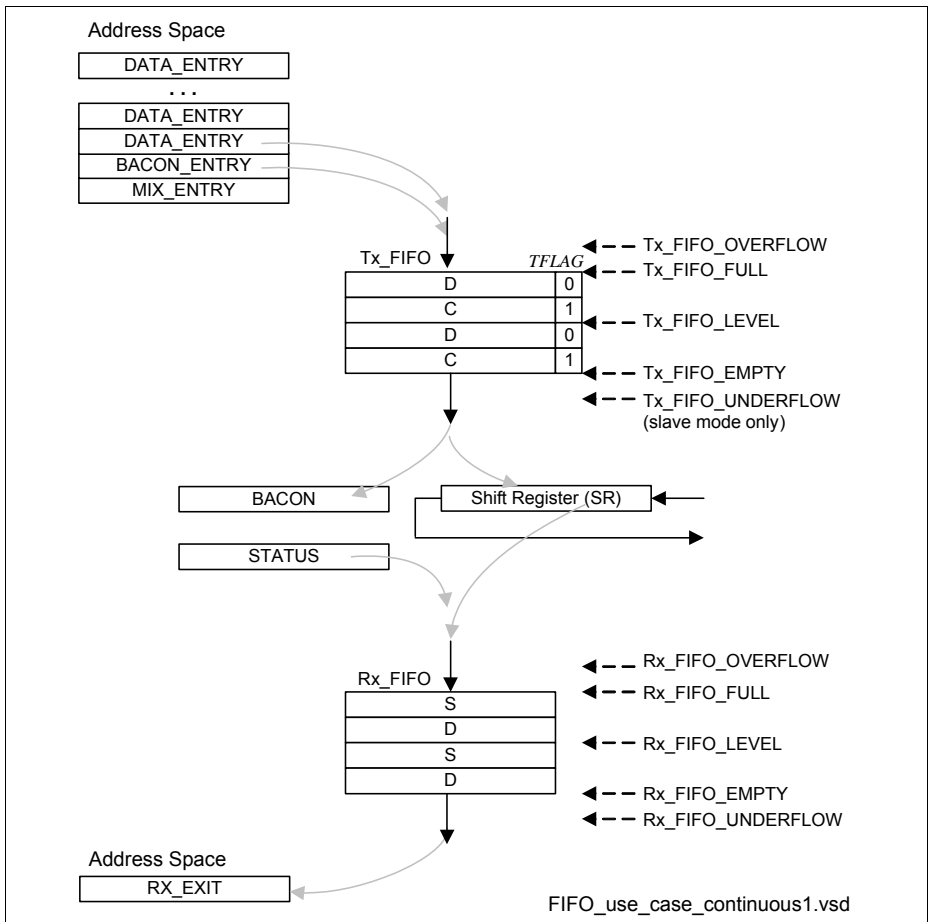 Address Space
DATA_ENTRY
...
DATA_ENTRY
DATA_ENTRY
BACON_ENTRY
MIX_ENTRY
Tx_FIFO TFLAG
D 0
C 1
D 0
C 1
Tx_FIFO_OVERFLOW
Tx_FIFO_FULL
Tx_FIFO_LEVEL
Tx_FIFO_EMPTY
Tx_FIFO_UNDERFLOW
(slave mode only)
BACON
Shift Register (SR)
STATUS
Rx_FIFO
S
D
S
D
Rx_FIFO_OVERFLOW
Rx_FIFO_FULL
Rx_FIFO_LEVEL
Rx_FIFO_EMPTY
Rx_FIFO_UNDERFLOW
Address Space
RX_EXIT
FIFO_use_case_continuous1.vsd